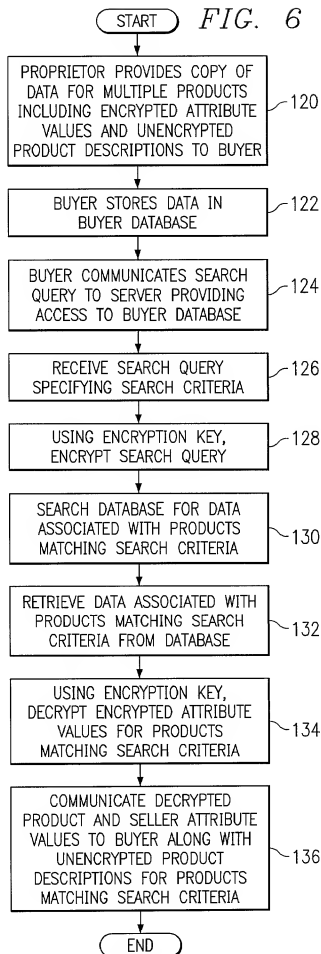 START FIG. 6
PROPRIETOR PROVIDES COPY OF
DATA FOR MULTIPLE PRODUCTS
INCLUDING ENCRYPTED ATTRIBUTE
VALUES AND UNENCRYPTED
PRODUCT DESCRIPTIONS TO BUYER
120
BUYER STORES DATA IN
BUYER DATABASE
122
BUYER COMMUNICATES SEARCH
QUERY TO SERVER PROVIDING
ACCESS TO BUYER DATABASE
124
RECEIVE SEARCH QUERY
SPECIFYING SEARCH CRITERIA
126
USING ENCRYPTION KEY,
ENCRYPT SEARCH QUERY
128
SEARCH DATABASE FOR DATA
ASSOCIATED WITH PRODUCTS
MATCHING SEARCH CRITERIA
130
RETRIEVE DATA ASSOCIATED WITH
PRODUCTS MATCHING SEARCH
CRITERIA FROM DATABASE
132
USING ENCRYPTION KEY,
DECRYPT ENCRYPTED ATTRIBUTE
VALUES FOR PRODUCTS
MATCHING SEARCH CRITERIA
134
COMMUNICATE DECRYPTED
PRODUCT AND SELLER ATTRIBUTE
VALUES TO BUYER ALONG WITH
UNENCRYPTED PRODUCT
DESCRIPTIONS FOR PRODUCTS
MATCHING SEARCH CRITERIA
136
END